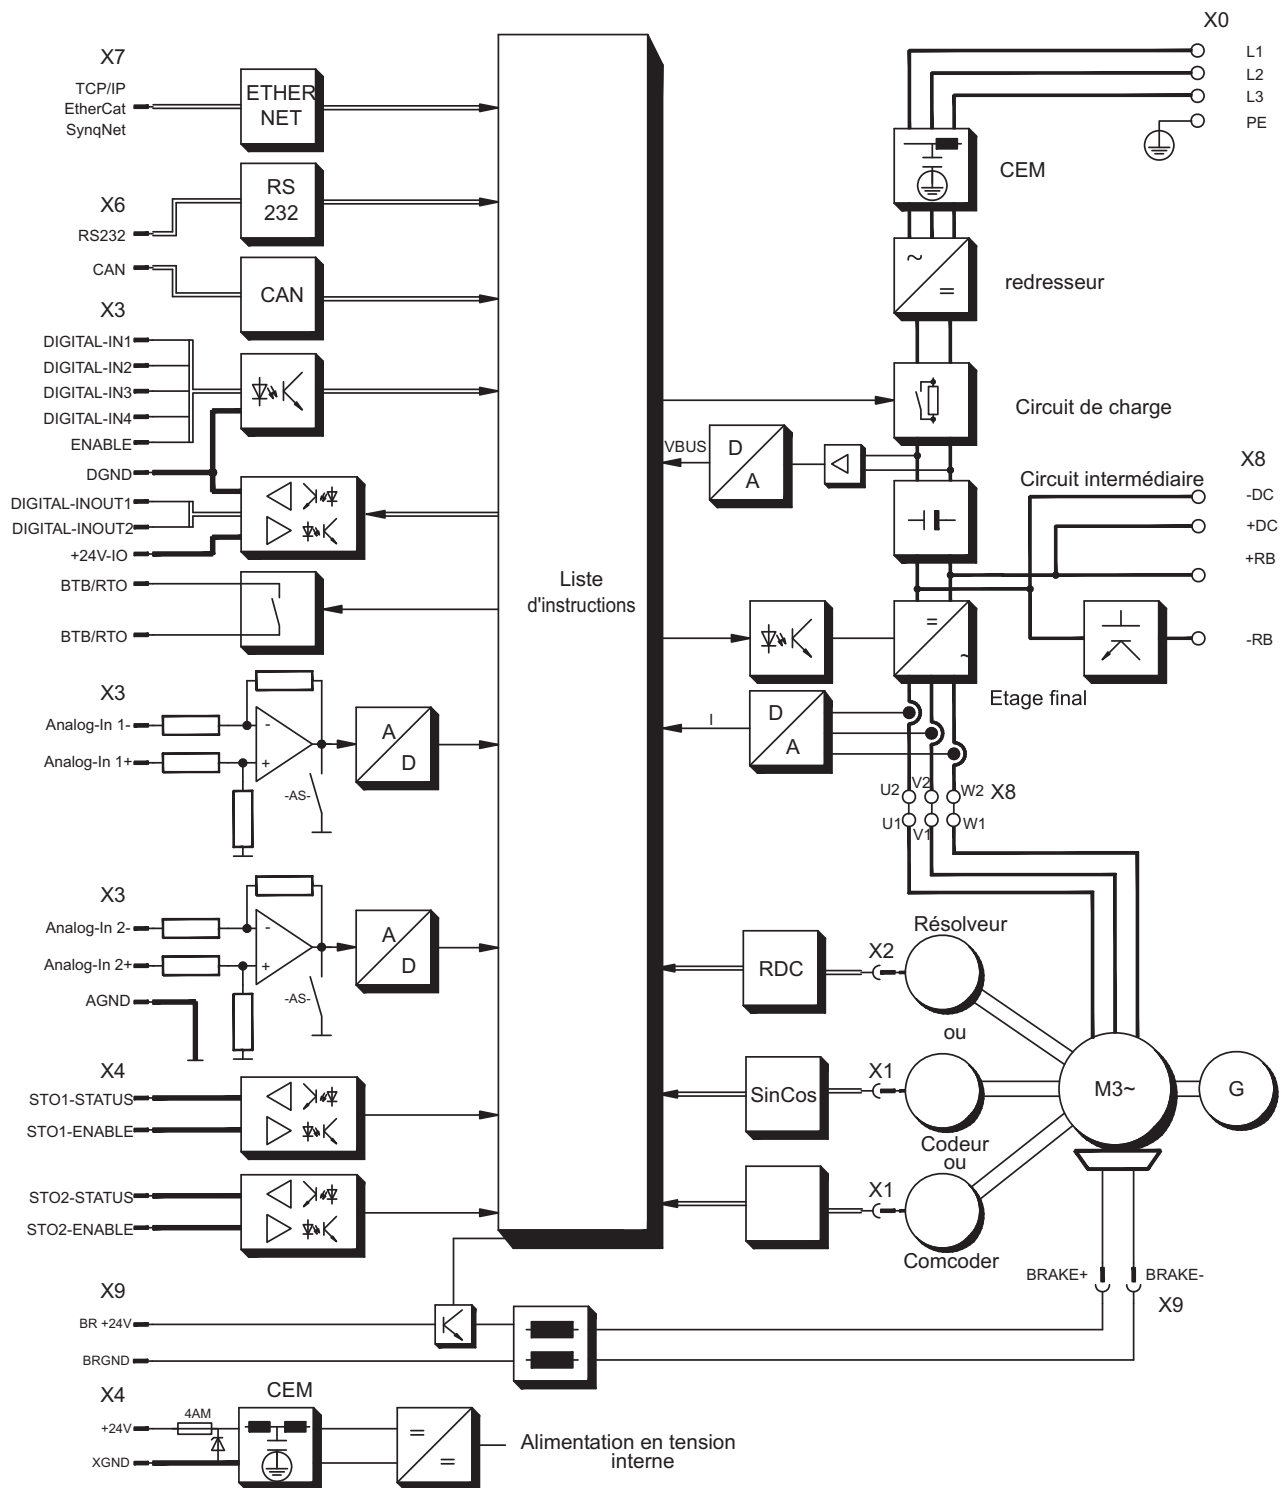 X7
TCP/IP
EtherCat
SynqNet
ETHER
NET
X6
RS232
RS
232
CAN
CAN
X3
DIGITAL-IN1
DIGITAL-IN2
DIGITAL-IN3
DIGITAL-IN4
ENABLE
DGND
DIGITAL-INOUT1
DIGITAL-INOUT2
+24V-IO
BTB/RTO
BTB/RTO
X3
Analog-In 1-
Analog-In 1+
-
+
-AS-
A
D
X3
Analog-In 2-
Analog-In 2+
AGND
-
+
-AS-
A
D
X4
STO1-STATUS
STO1-ENABLE
STO2-STATUS
STO2-ENABLE
X9
BR +24V
BRGND
X4
+24V
XGND
4AM
CEM
=
=
Alimentation en tension
interne
Liste
d'instructions
X0
L1
L2
L3
PE
CEM
~
=
redresseur
Circuit de charge
VBUS
D
A
Circuit intermédiaire
X8
-DC
+DC
+RB
-RB
=
~
Etage final
I
D
A
U2
V2
W2
X8
U1
V1
W1
Résolveur
RDC
X2
ou
SinCos
X1
Codeur
ou
X1
Comcoder
M3~
G
BRAKE+
BRAKE-
X9